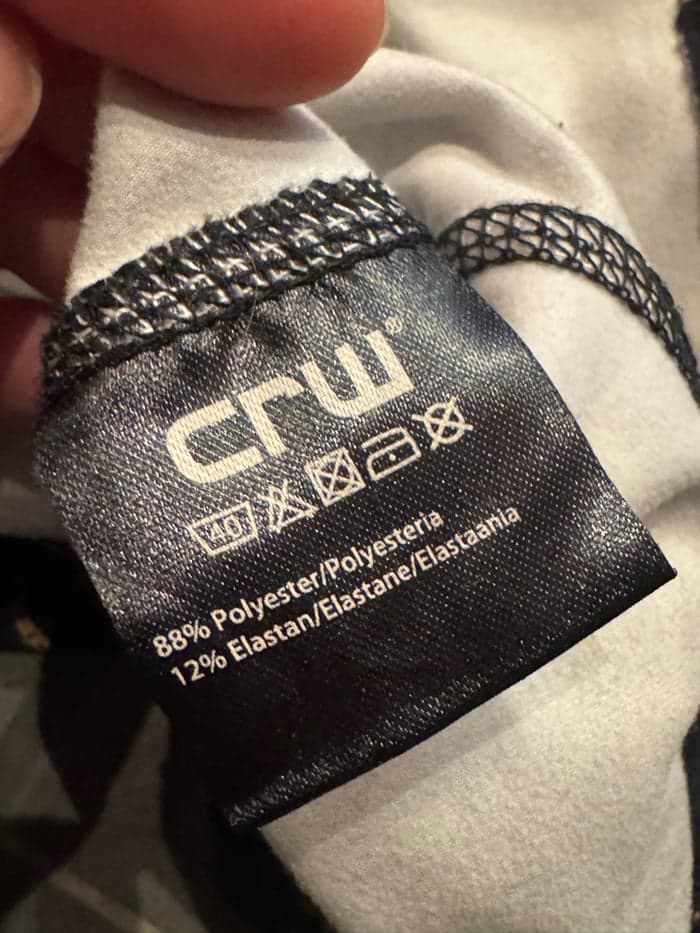 crw®
40
88% Polyester/Polyesteria
12% Elastan/Elastane/Elastaania